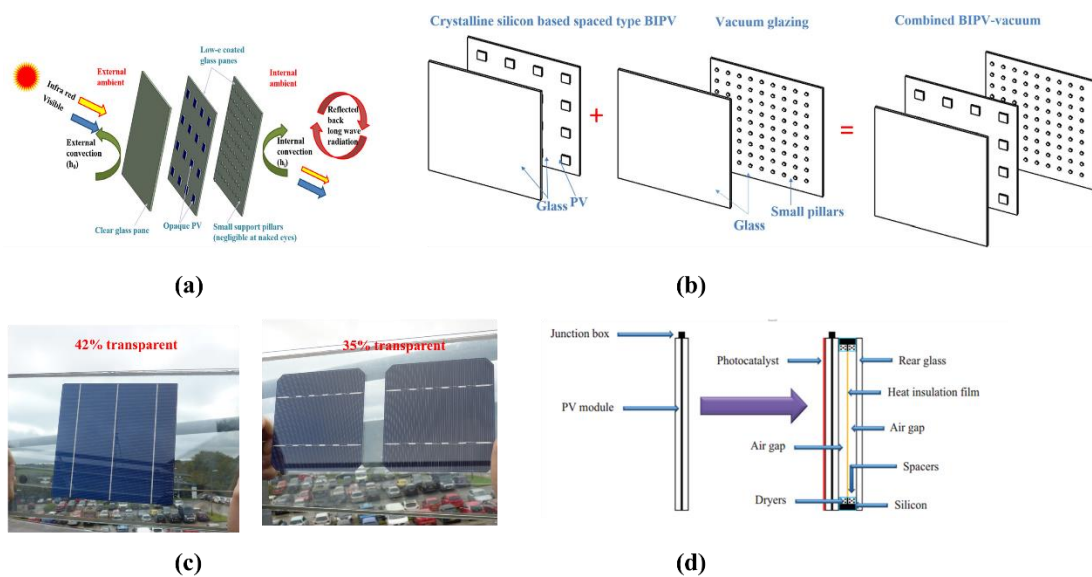 Low-e coated
glass panes
External
ambient
Internal
ambient
Infra red
Visible
Reflected
back
long wave
radiation
External
convection
(h₀)
Internal
convection
(hᵢ)
Clear glass pane
Opaque PV
Small support pillars
(negligible at naked eyes)
(a)
Crystalline silicon based spaced type BIPV
Vacuum glazing
Combined BIPV-vacuum
+
=
Glass
PV
Glass
Small pillars
(b)
42% transparent
35% transparent
(c)
Junction box
PV module
Photocatalyst
Air gap
Dryers
Rear glass
Heat insulation film
Air gap
Spacers
Silicon
(d)